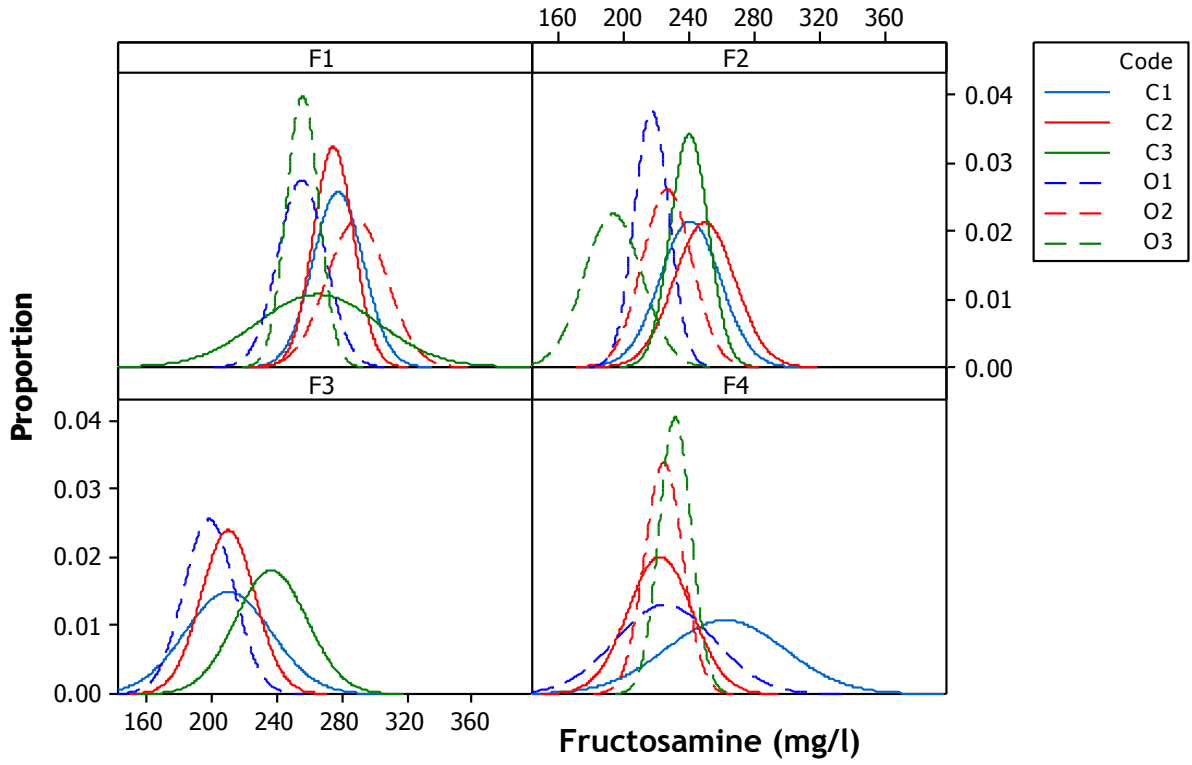 160 200 240 280 320 360
F1 F2
Code
C1
C2
C3
O1
O2
O3
0.04
0.03
0.02
0.01
0.00
F3 F4
Proportion
0.04
0.03
0.02
0.01
0.00
160 200 240 280 320 360
Fructosamine (mg/l)